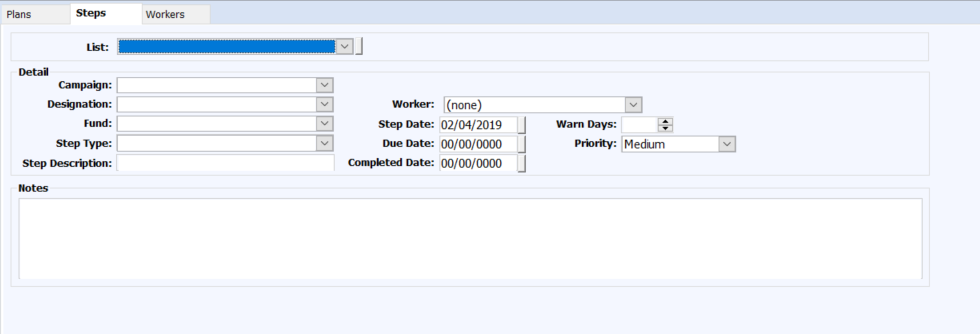 Plans Steps Workers
List:
Detail
Campaign:
Designation: Worker: (none)
Fund: Step Date: 02/04/2019 Warn Days:
Step Type: Due Date: 00/00/0000 Priority: Medium
Step Description: Completed Date: 00/00/0000
Notes